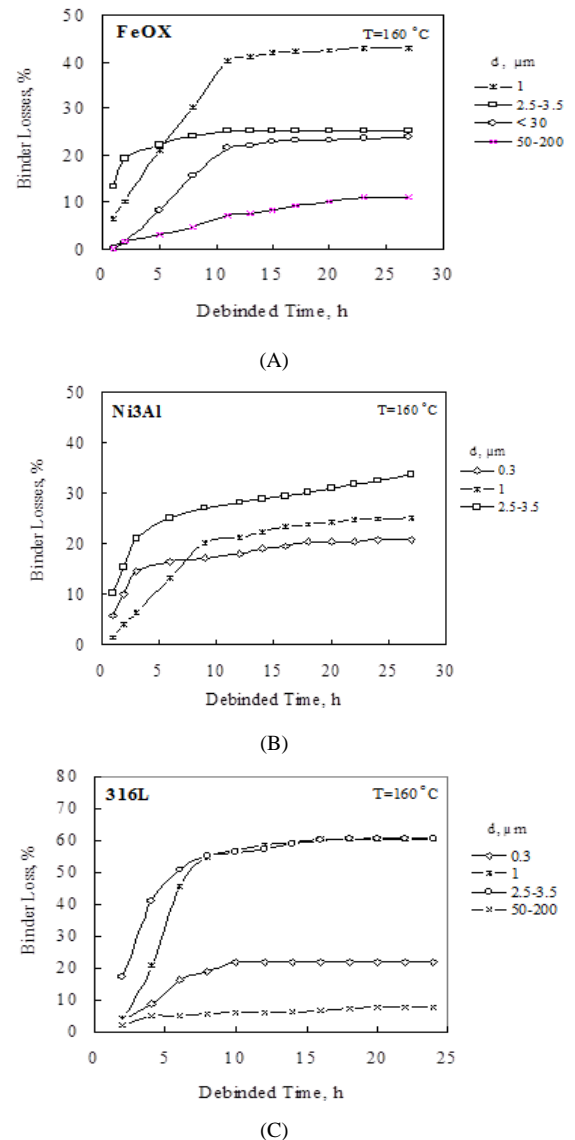 FeOX
T=160 °C
50
40
30
20
10
0
Binder Losses, %
0 5 10 15 20 25 30
Debinded Time, h
d, µm
1
2.5-3.5
< 30
50-200
(A)
Ni3Al
T=160 °C
50
40
30
20
10
0
Binder Losses, %
0 5 10 15 20 25 30
Debinded Time, h
d, µm
0.3
1
2.5-3.5
(B)
316L
T=160 °C
80
70
60
50
40
30
20
10
0
Binder Loss, %
0 5 10 15 20 25
Debinded Time, h
d, µm
0.3
1
2.5-3.5
50-200
(C)